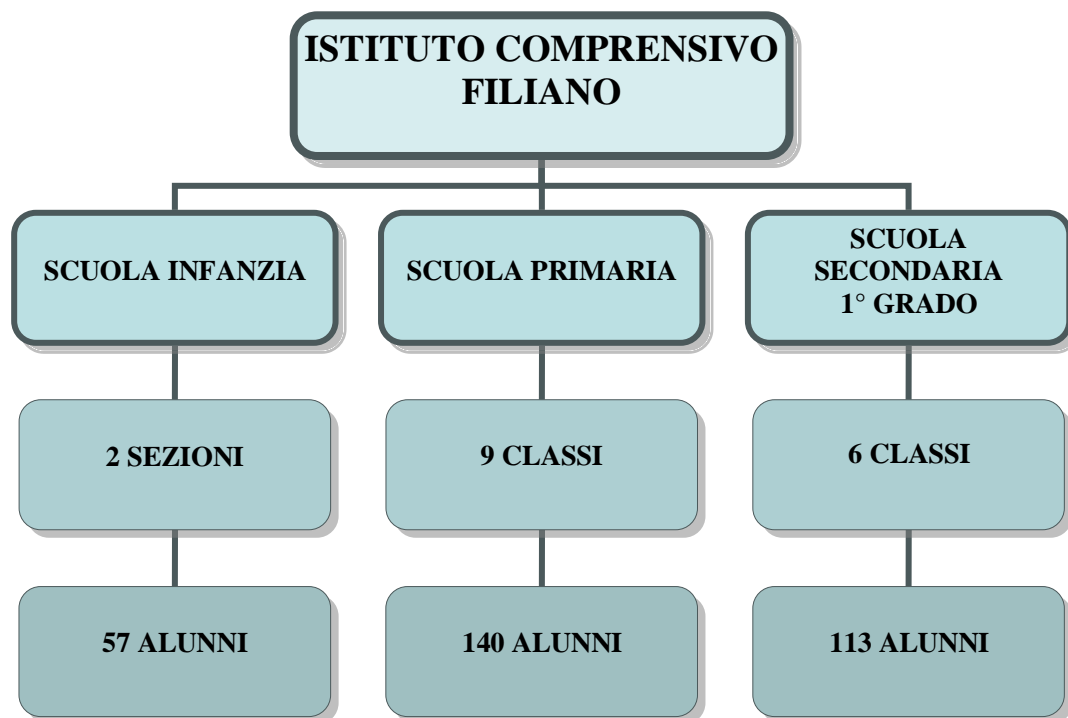 ISTITUTO COMPRENSIVO
FILIANO
SCUOLA INFANZIA
SCUOLA PRIMARIA
SCUOLA
SECONDARIA
1° GRADO
2 SEZIONI
9 CLASSI
6 CLASSI
57 ALUNNI
140 ALUNNI
113 ALUNNI